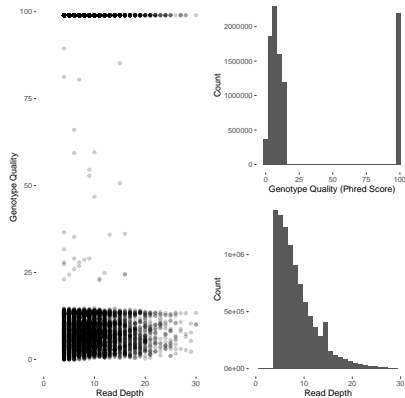 100
75
50
25
0
Genotype Quality
0
10
20
30
Read Depth
2000000
1500000
1000000
500000
0
Count
0
25
50
75
100
Genotype Quality (Phred Score)
1e+06
5e+05
0e+00
Count
0
10
20
30
Read Depth